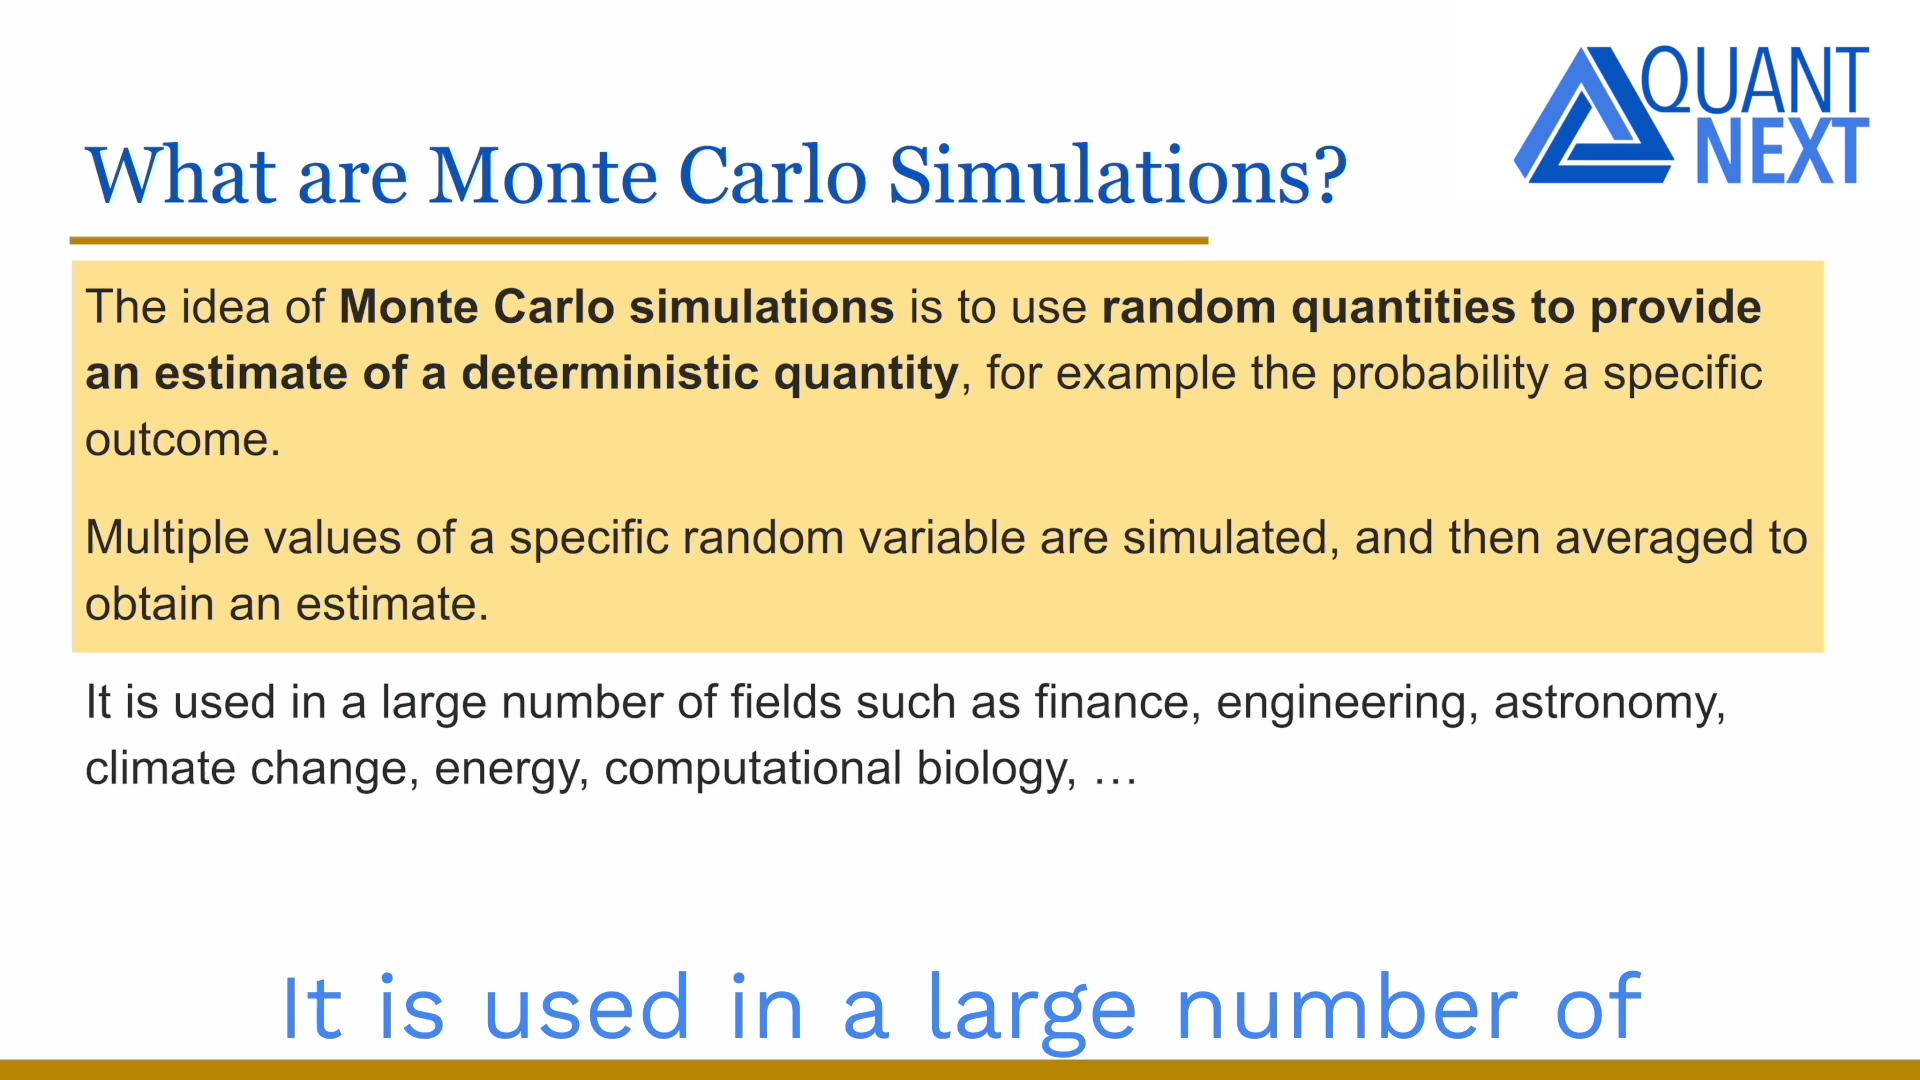 QUANT
NEXT
What are Monte Carlo Simulations?
The idea of Monte Carlo simulations is to use random quantities to provide
an estimate of a deterministic quantity, for example the probability a specific
outcome.
Multiple values of a specific random variable are simulated, and then averaged to
obtain an estimate.
It is used in a large number of fields such as finance, engineering, astronomy,
climate change, energy, computational biology, …
It is used in a large number of